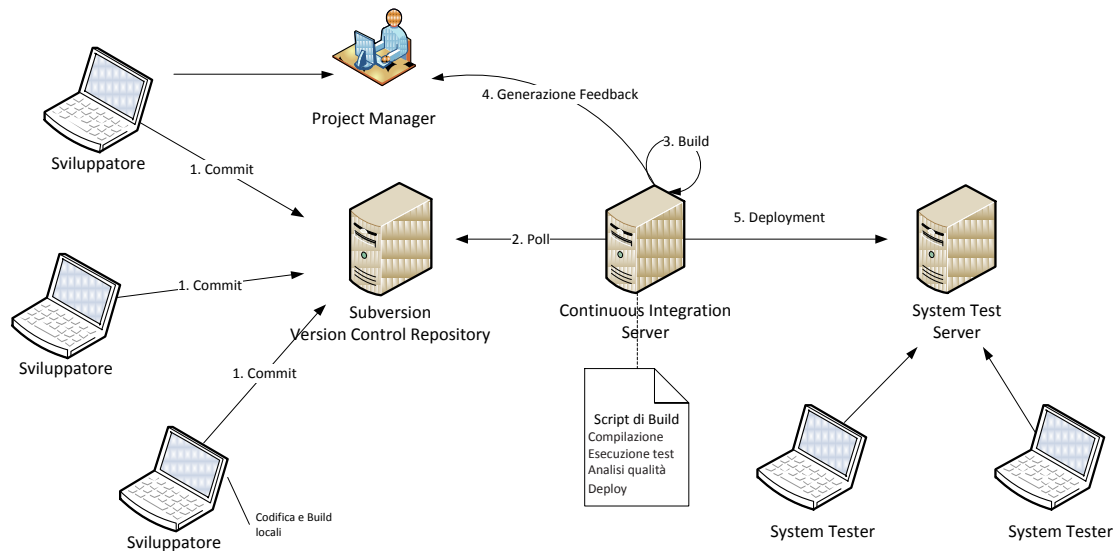 4. Generazione Feedback
Project Manager
3. Build
Sviluppatore
1. Commit
5. Deployment
2. Poll
1. Commit
Subversion
Version Control Repository
Continuous Integration
Server
System Test
Server
Sviluppatore
1. Commit
Script di Build
Compilazione
Esecuzione test
Analisi qualità
Deploy
Codifica e Build
locali
Sviluppatore
System Tester
System Tester